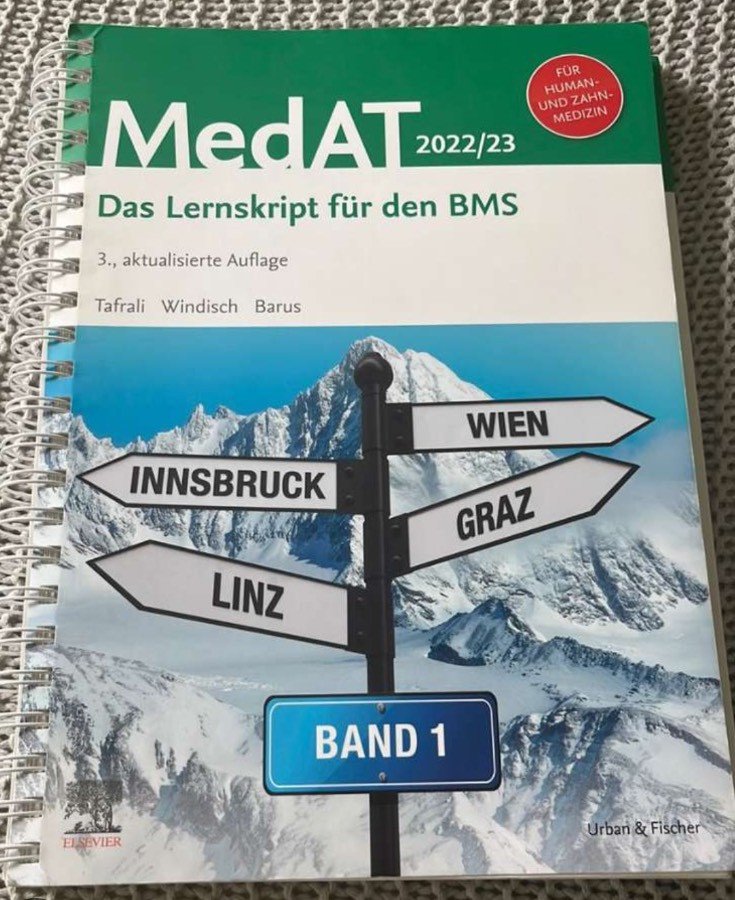 FÜR
HUMAN-
UND ZAHN-
MEDIZIN
MedAT 2022/23
Das Lernskript für den BMS
3., aktualisierte Auflage
Tafrali Windisch Barus
WIEN
INNSBRUCK
GRAZ
LINZ
BAND 1
Urban & Fischer
ELSEVIER